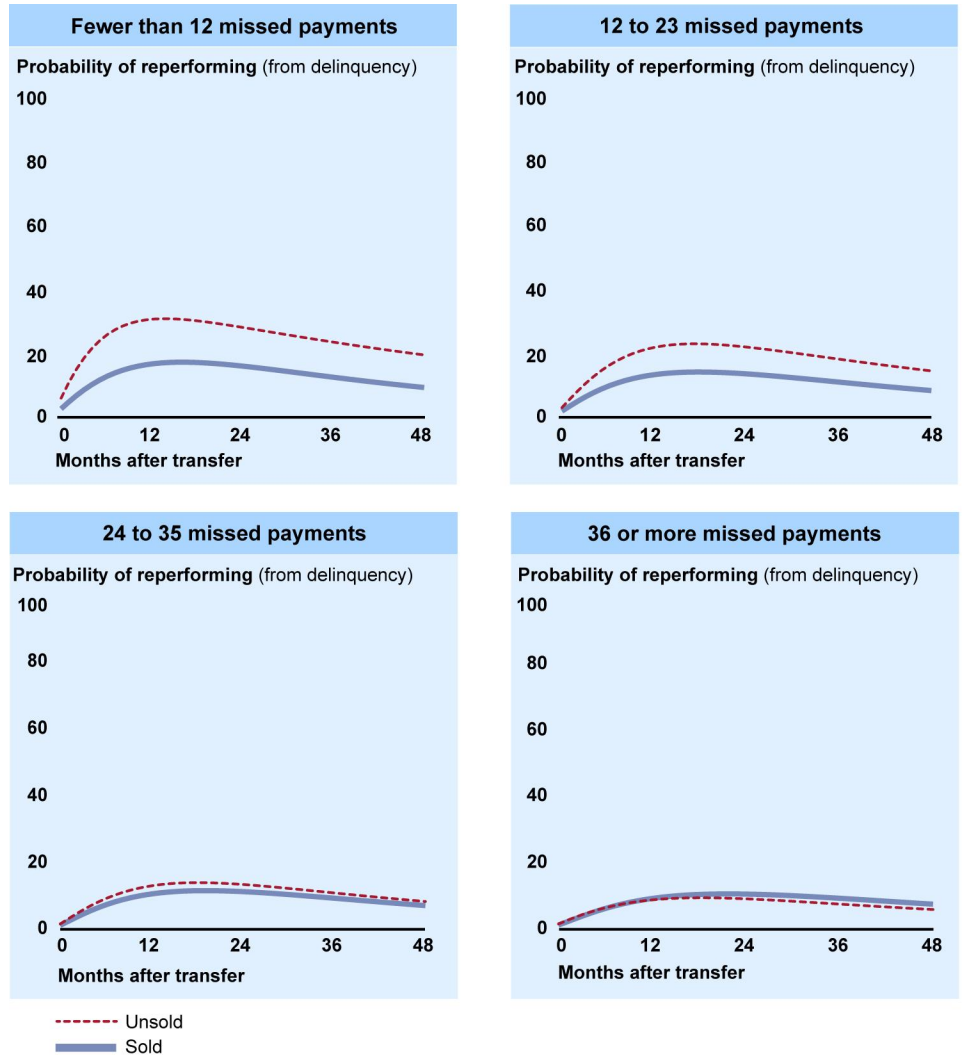 Fewer than 12 missed payments
Probability of reperforming (from delinquency)
100
80
60
40
20
0
0 12 24 36 48
Months after transfer
12 to 23 missed payments
Probability of reperforming (from delinquency)
100
80
60
40
20
0
0 12 24 36 48
Months after transfer
24 to 35 missed payments
Probability of reperforming (from delinquency)
100
80
60
40
20
0
0 12 24 36 48
Months after transfer
36 or more missed payments
Probability of reperforming (from delinquency)
100
80
60
40
20
0
0 12 24 36 48
Months after transfer
Unsold
Sold